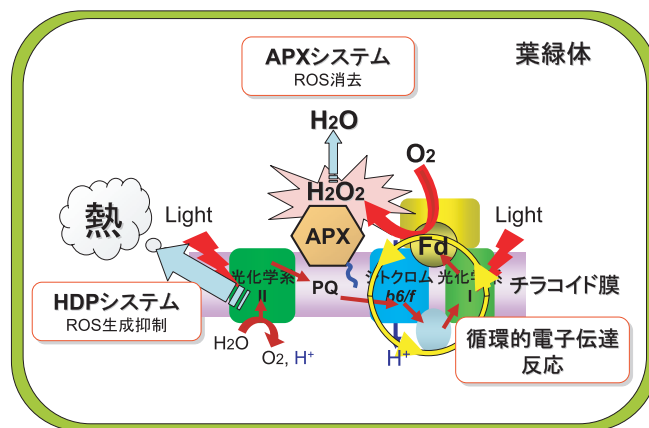 葉緑体
APXシステム
ROS消去
H2O
O2
H2O2
熱
Light
Light
APX
Fd
光化学系
II
PQ
シトクロム
b6/f
光化学系
I
チラコイド膜
HDPシステム
ROS生成抑制
H2O
O2, H+
H+
循環的電子伝達
反応